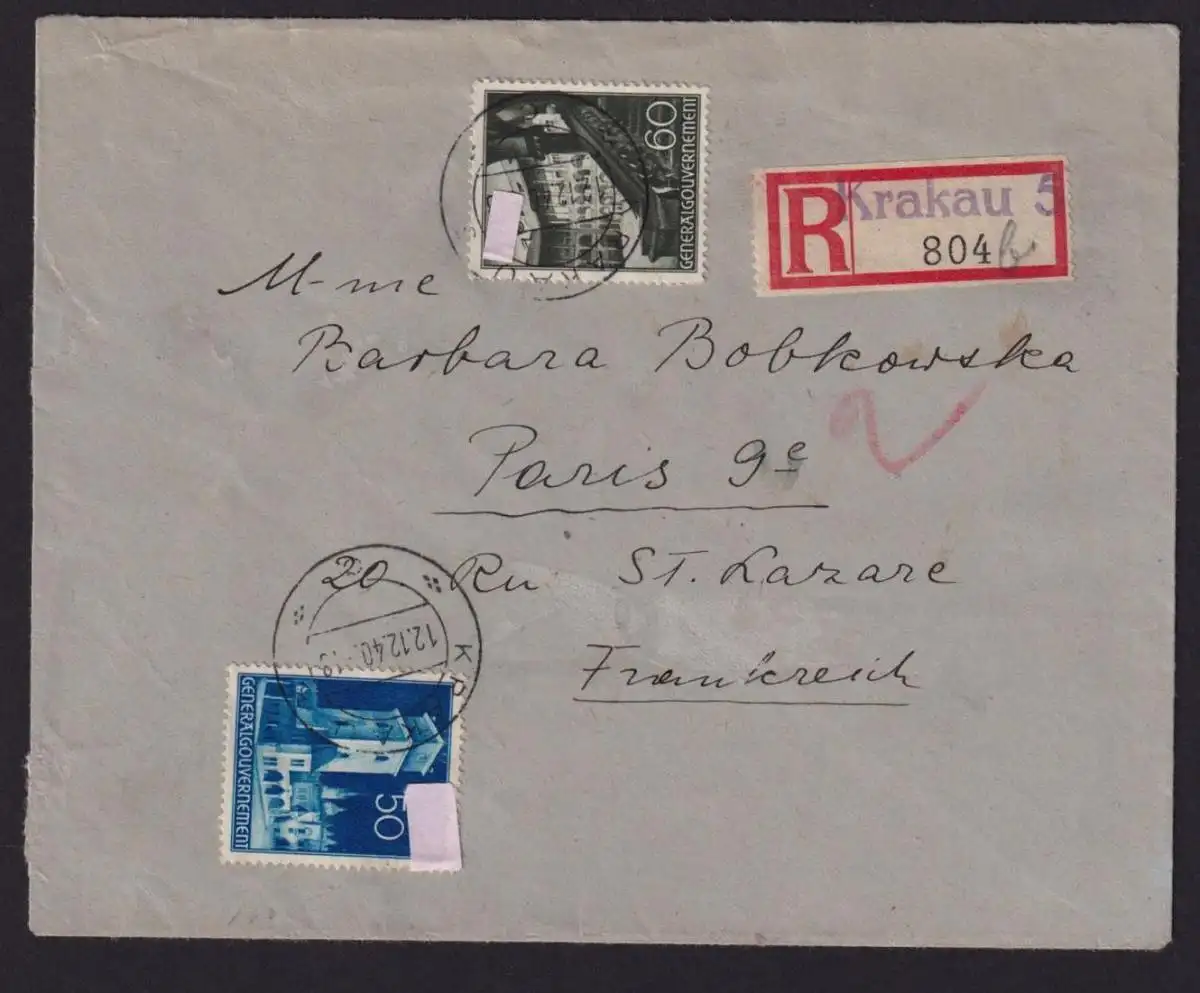 60
GENERALGOUVERNEMENT
R Krakau 5
804 b.
M-me
Barbara Bobkowska
Paris 9e
20 Ru St. Lazare
Frankreich
12.12.40
50
GENERALGOUVERNEMENT